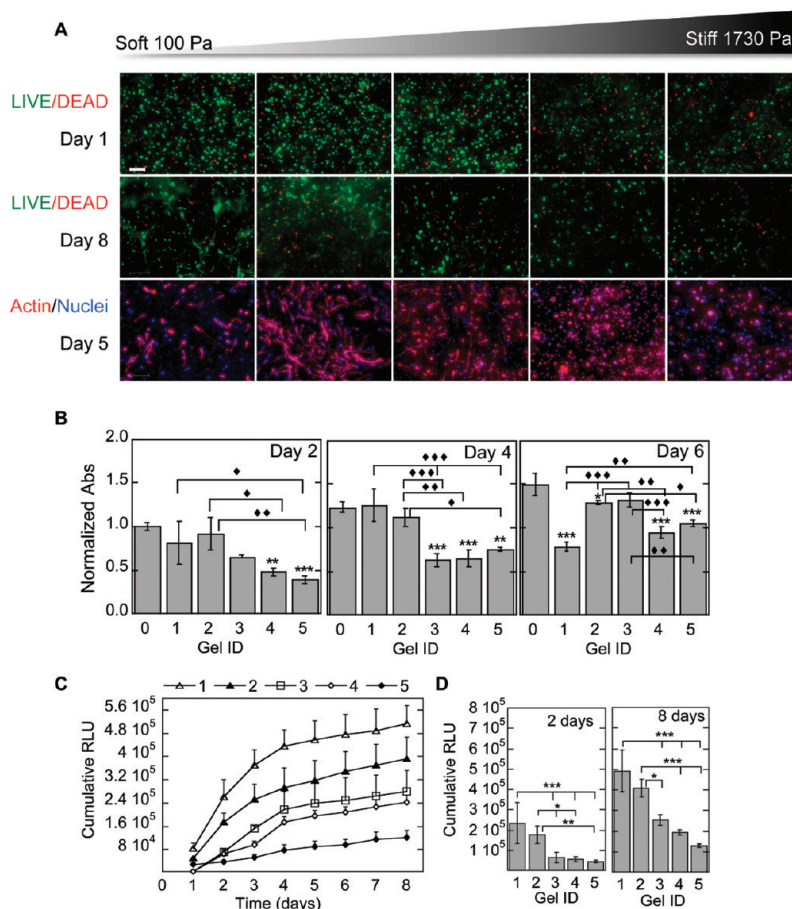 A
Soft 100 Pa
Stiff 1730 Pa
LIVE/DEAD
Day 1
LIVE/DEAD
Day 8
Actin/Nuclei
Day 5
B
Normalized Abs
2.0
1.5
1.0
0.5
0.0
Day 2
♦
♦
♦♦
**
***
0 1 2 3 4 5
Gel ID
Day 4
♦♦♦
♦♦♦
♦♦
♦
***
***
**
0 1 2 3 4 5
Gel ID
Day 6
♦♦
♦♦♦
♦♦
♦
*
♦♦♦
***
***
♦♦
0 1 2 3 4 5
Gel ID
C
1 2 3 4 5
Cumulative RLU
5.6 10⁵
4.8 10⁵
4 10⁵
3.2 10⁵
2.4 10⁵
1.6 10⁵
8 10⁴
0 1 2 3 4 5 6 7 8
Time (days)
D
Cumulative RLU
8 10⁵
7 10⁵
6 10⁵
5 10⁵
4 10⁵
3 10⁵
2 10⁵
1 10⁵
2 days
***
*
**
1 2 3 4 5
Gel ID
8 days
***
***
*
1 2 3 4 5
Gel ID